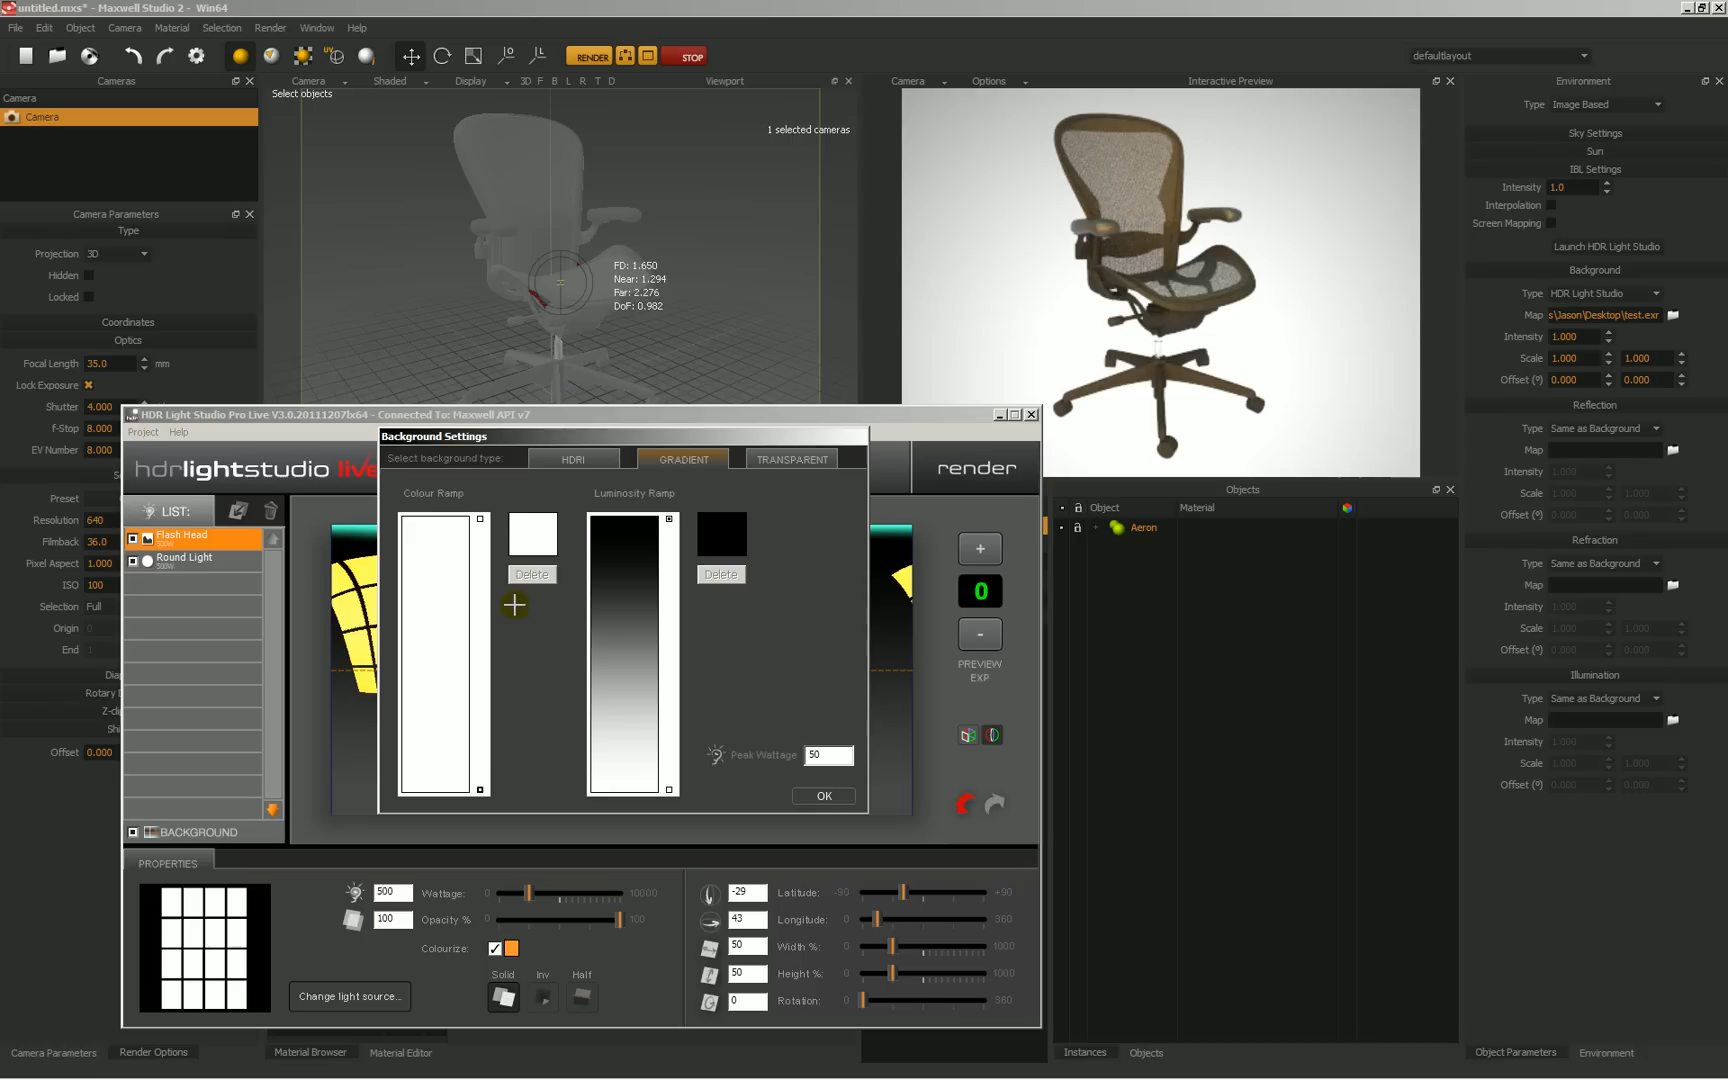 untitled.mxs* - Maxwell Studio 2 - Win64
File Edit Object Camera Material Selection Render Window Help
RENDER STOP
defaultlayout
Cameras
Camera Shaded Display 3D F B L R T D Viewport
Camera Options Interactive Preview
Environment
Camera
Camera
Select objects
1 selected cameras
FD: 1.650
Near: 1.294
Far: 2.276
DoF: 0.982
Camera Parameters
Type
Projection 3D
Hidden
Locked
Coordinates
Optics
Focal Length 35.0 mm
Lock Exposure
Shutter 4.000
f-Stop 8.000
EV Number 8.000
Preset
Resolution 640
Filmback 36.0
Pixel Aspect 1.000
ISO 100
Selection Full
Origin 0
End 1
Rotary D
Z-cli
Offset 0.000
Type Image Based
Sky Settings
Sun
IBL Settings
Intensity 1.0
Interpolation
Screen Mapping
Launch HDR Light Studio
Background
Type HDR Light Studio
Map s\Jason\Desktop\test.exr
Intensity 1.000
Scale 1.000 1.000
Offset (º) 0.000 0.000
Reflection
Type Same as Background
Map
Intensity 1.000
Scale 1.000 1.000
Offset (º) 0.000 0.000
Refraction
Type Same as Background
Map
Intensity 1.000
Scale 1.000 1.000
Offset (º) 0.000 0.000
Illumination
Type Same as Background
Map
Intensity 1.000
Scale 1.000 1.000
Offset (º) 0.000 0.000
HDR Light Studio Pro Live V3.0.20111207lx64 - Connected To: Maxwell API v7
Project Help
hdrlightstudio live
render
LIST:
Flash Head
500W
Round Light
500W
BACKGROUND
Background Settings
Select background type: HDRI GRADIENT TRANSPARENT
Colour Ramp Luminosity Ramp
Delete Delete
Peak Wattage 50
OK
+
0
-
PREVIEW
EXP
PROPERTIES
500 Wattage: 0 10000
100 Opacity % 0 100
Colourize:
Solid Inv Half
Change light source...
-29 Latitude: -90 +90
43 Longitude: 0 360
50 Width %: 0 1000
50 Height %: 0 1000
0 Rotation: 0 360
Objects
Object Material
Aeron
Camera Parameters Render Options
Material Browser Material Editor
Instances Objects
Object Parameters Environment